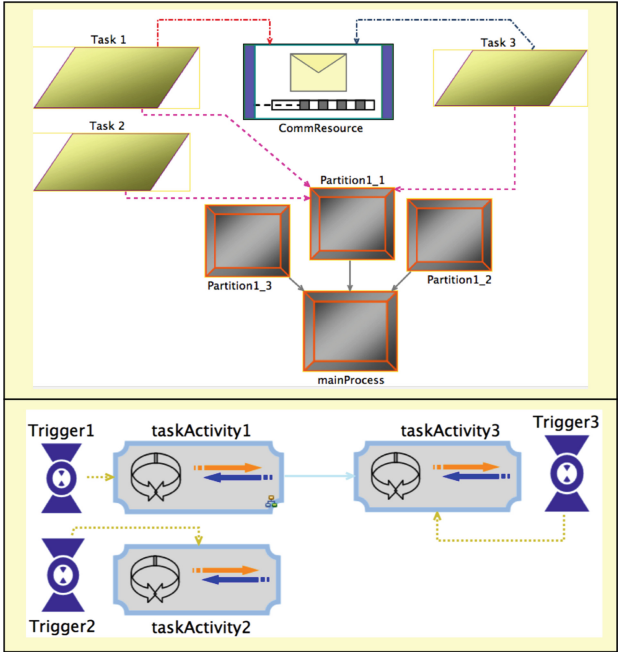 Task 1
Task 3
CommResource
Task 2
Partition1_1
Partition1_3
Partition1_2
mainProcess
Trigger1
taskActivity1
taskActivity3
Trigger3
Trigger2
taskActivity2